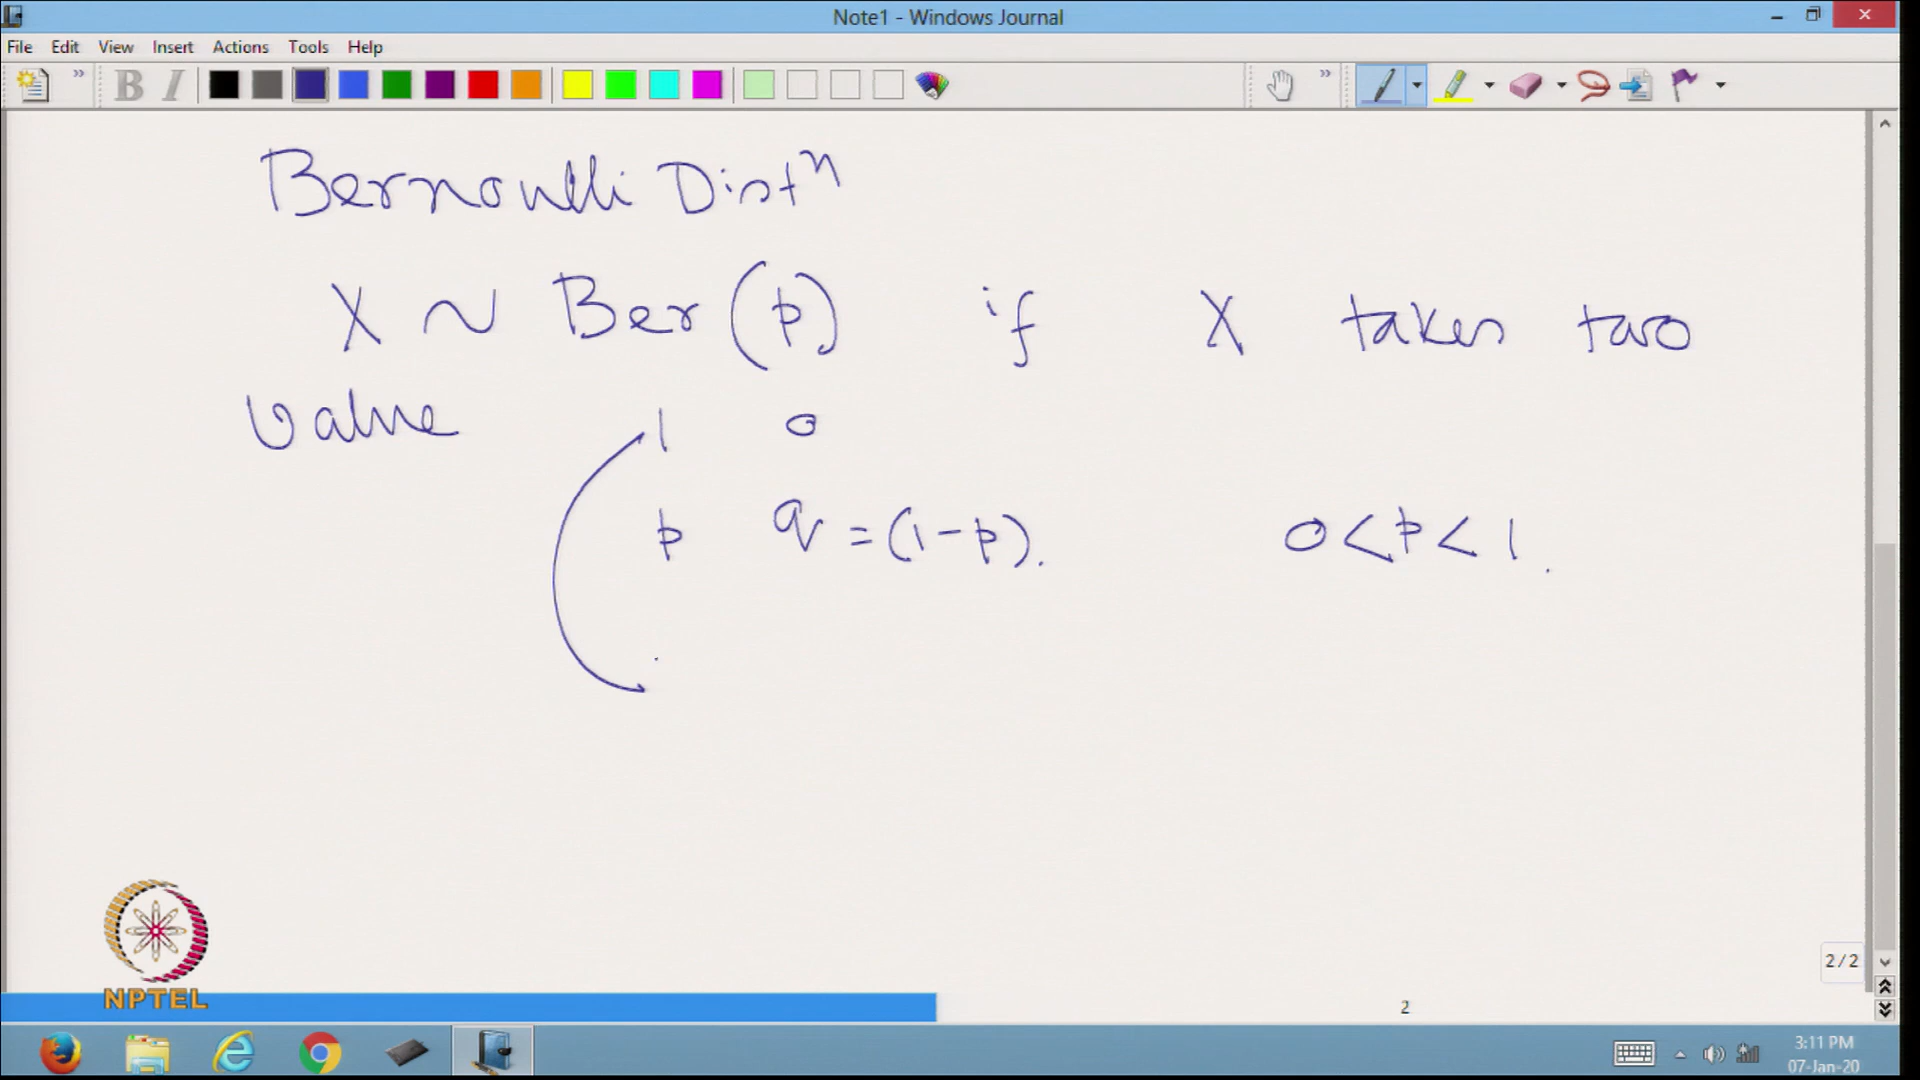 Note1 - Windows Journal
File Edit View Insert Actions Tools Help
B I
Bernoulli Distⁿ
X ~ Ber (p) if X takes two
value 1 0
p q = (1-p). 0 < p < 1.
NPTEL
2/2
2
3:11 PM
07-Jan-20